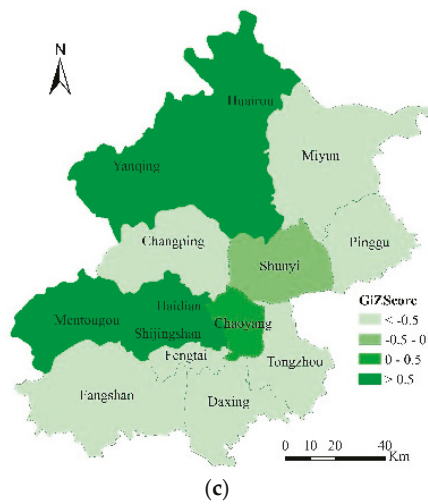 N
Huairou
Yanqing
Miyun
Changping
Pinggu
Shunyi
GiZScore
< -0.5
-0.5 - 0
0 - 0.5
> 0.5
Haidian
Mentougou
Chaoyang
Shijingshan
Fengtai
Tongzhou
Fangshan
Daxing
0 10 20 40
Km
(c)